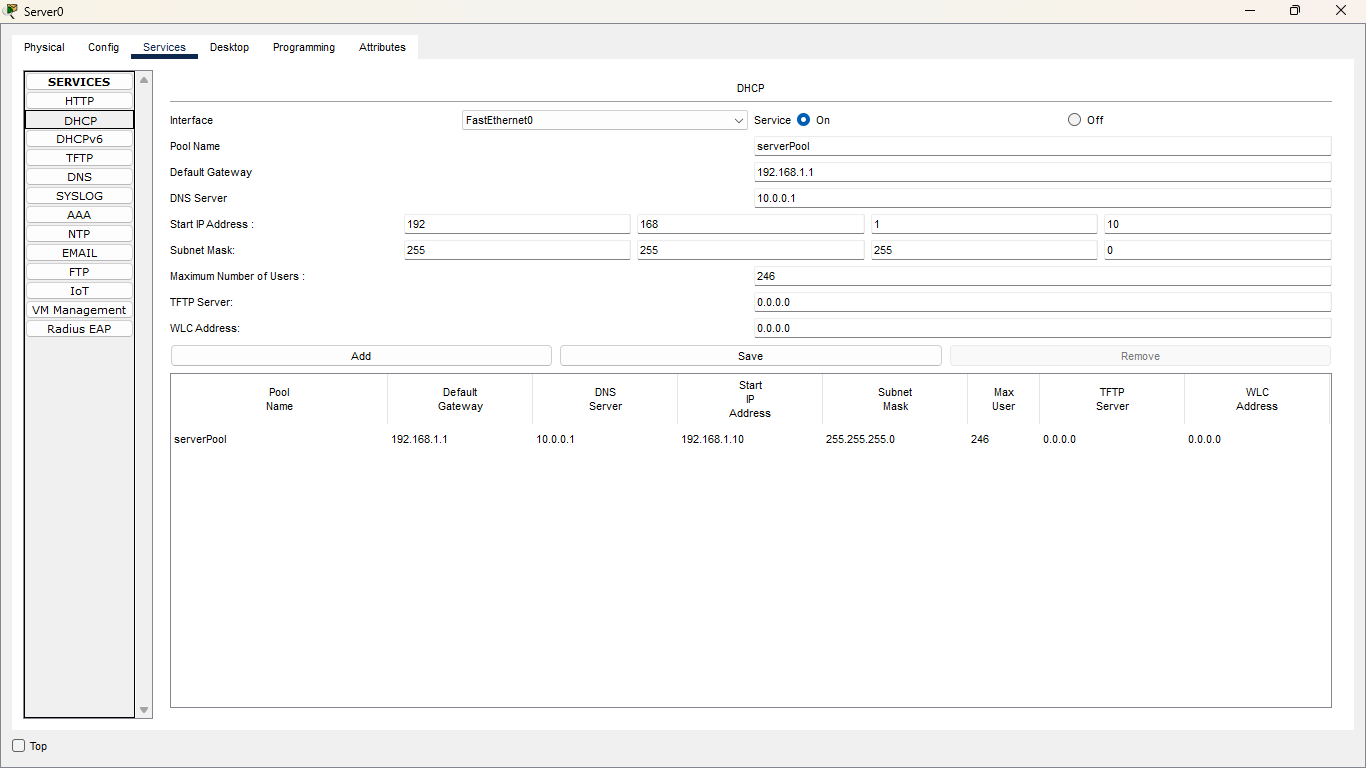 Server0
Physical Config Services Desktop Programming Attributes
SERVICES
HTTP
DHCP
DHCPv6
TFTP
DNS
SYSLOG
AAA
NTP
EMAIL
FTP
IoT
VM Management
Radius EAP
DHCP
Interface FastEthernet0 Service On Off
Pool Name serverPool
Default Gateway 192.168.1.1
DNS Server 10.0.0.1
Start IP Address : 192 168 1 10
Subnet Mask: 255 255 255 0
Maximum Number of Users : 246
TFTP Server: 0.0.0.0
WLC Address: 0.0.0.0
Add Save Remove
Pool Name Default Gateway DNS Server Start IP Address Subnet Mask Max User TFTP Server WLC Address
serverPool 192.168.1.1 10.0.0.1 192.168.1.10 255.255.255.0 246 0.0.0.0 0.0.0.0
Top